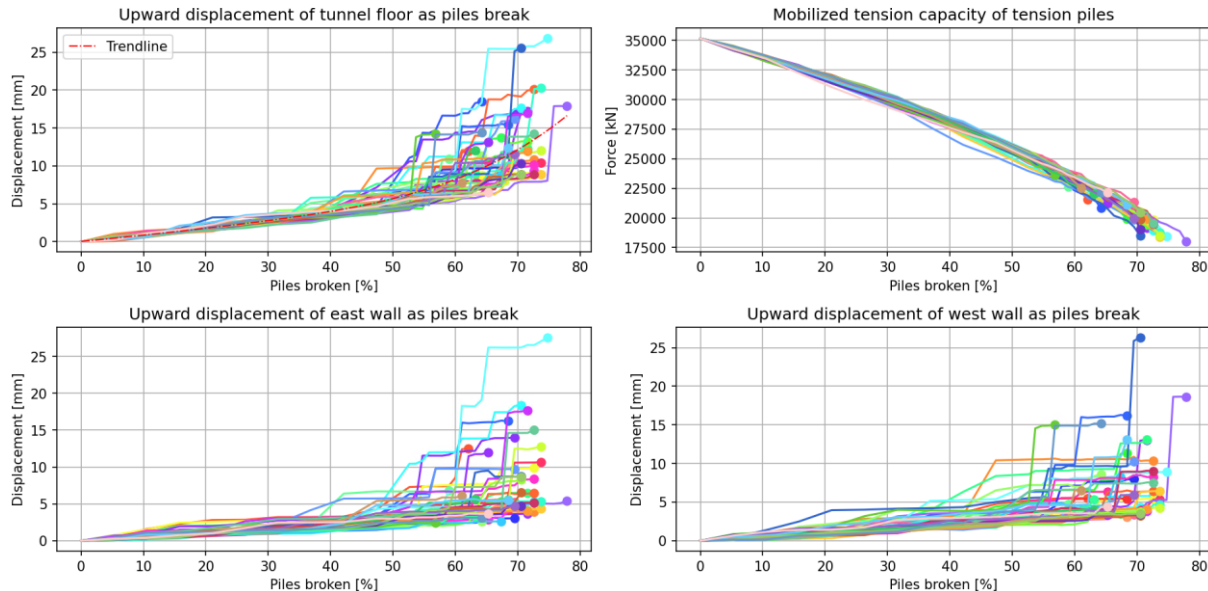 Upward displacement of tunnel floor as piles break
Displacement [mm]
25
20
15
10
5
0
Trendline
0 10 20 30 40 50 60 70 80
Piles broken [%]
Mobilized tension capacity of tension piles
Force [kN]
35000
32500
30000
27500
25000
22500
20000
17500
0 10 20 30 40 50 60 70 80
Piles broken [%]
Upward displacement of east wall as piles break
Displacement [mm]
25
20
15
10
5
0
0 10 20 30 40 50 60 70 80
Piles broken [%]
Upward displacement of west wall as piles break
Displacement [mm]
25
20
15
10
5
0
0 10 20 30 40 50 60 70 80
Piles broken [%]